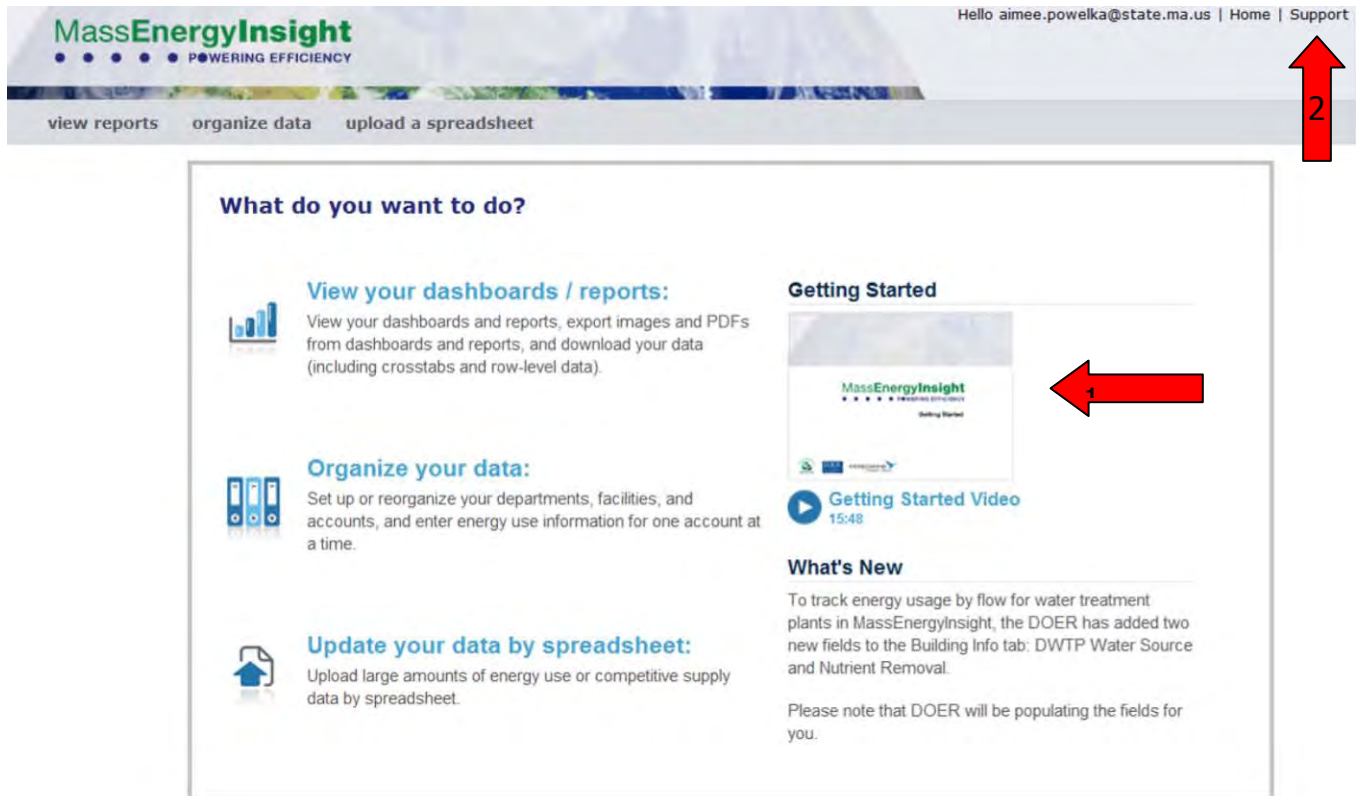 Hello aimee.powelka@state.ma.us | Home | Support
MassEnergyInsight
POWERING EFFICIENCY
2
view reports organize data upload a spreadsheet
What do you want to do?
View your dashboards / reports:
View your dashboards and reports, export images and PDFs
from dashboards and reports, and download your data
(including crosstabs and row-level data).
Organize your data:
Set up or reorganize your departments, facilities, and
accounts, and enter energy use information for one account at
a time.
Update your data by spreadsheet:
Upload large amounts of energy use or competitive supply
data by spreadsheet.
Getting Started
MassEnergyInsight
POWERING EFFICIENCY
Getting Started
1
Getting Started Video
15:48
What's New
To track energy usage by flow for water treatment
plants in MassEnergyInsight, the DOER has added two
new fields to the Building Info tab: DWTP Water Source
and Nutrient Removal.
Please note that DOER will be populating the fields for
you.